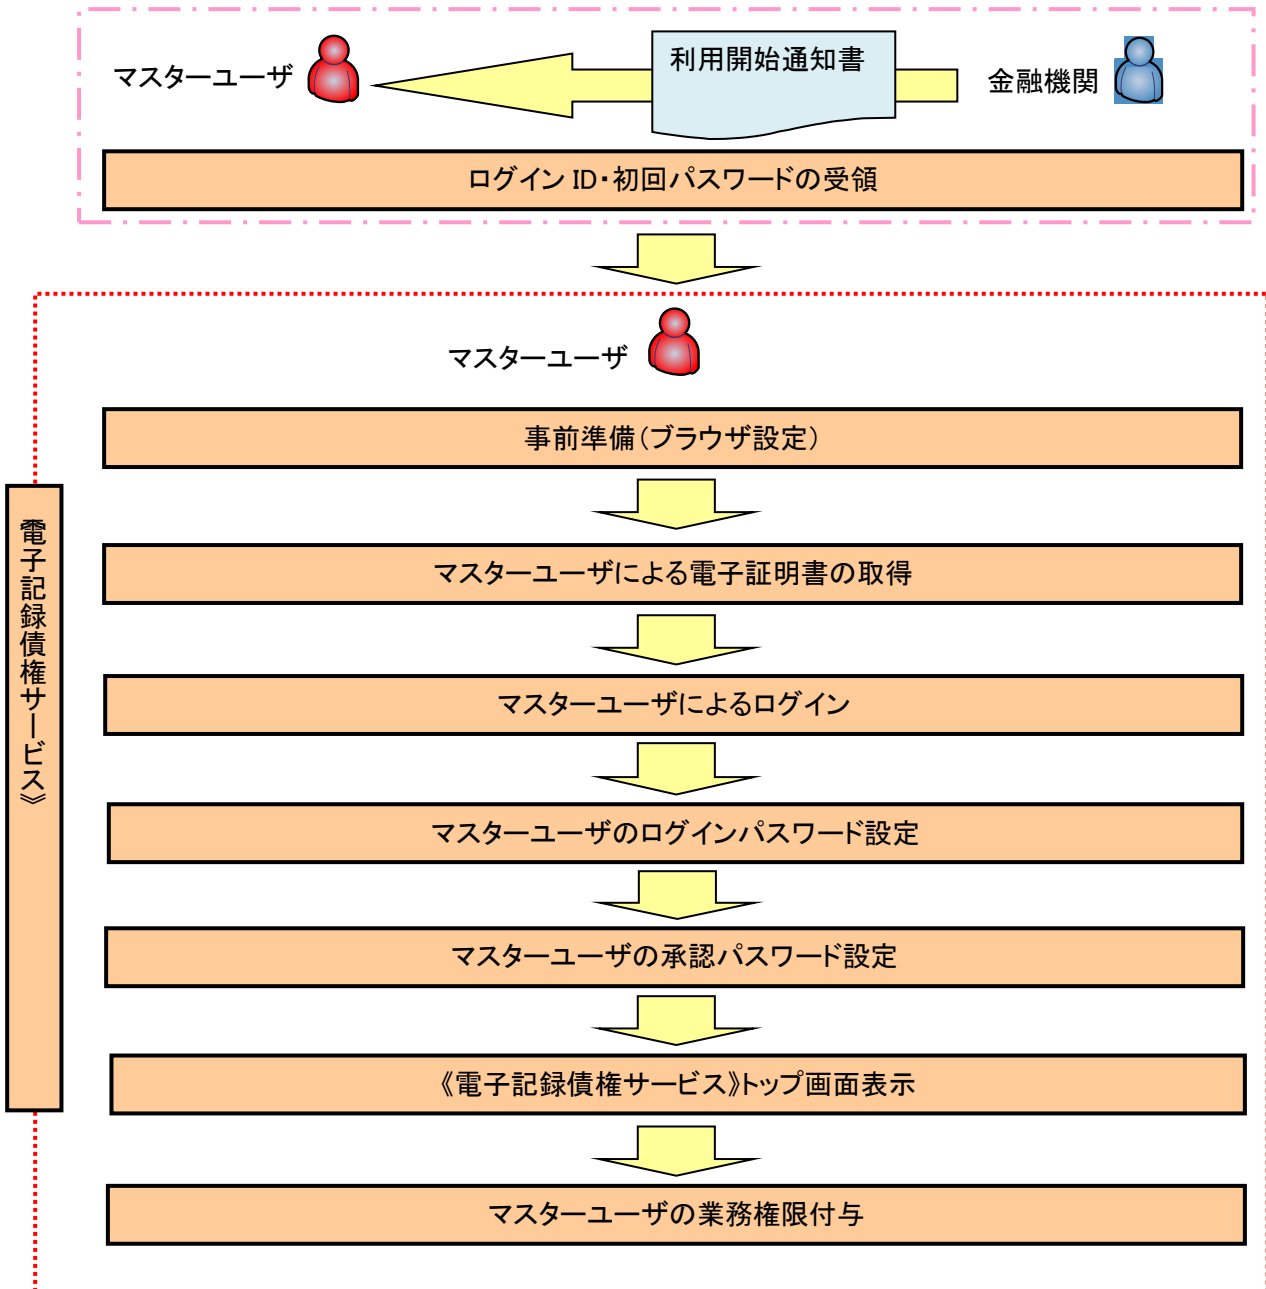 マスターユーザ
利用開始通知書
金融機関
ログイン ID・初回パスワードの受領
マスターユーザ
事前準備（ブラウザ設定）
電子記録債権サービス》
マスターユーザによる電子証明書の取得
マスターユーザによるログイン
マスターユーザのログインパスワード設定
マスターユーザの承認パスワード設定
《電子記録債権サービス》トップ画面表示
マスターユーザの業務権限付与